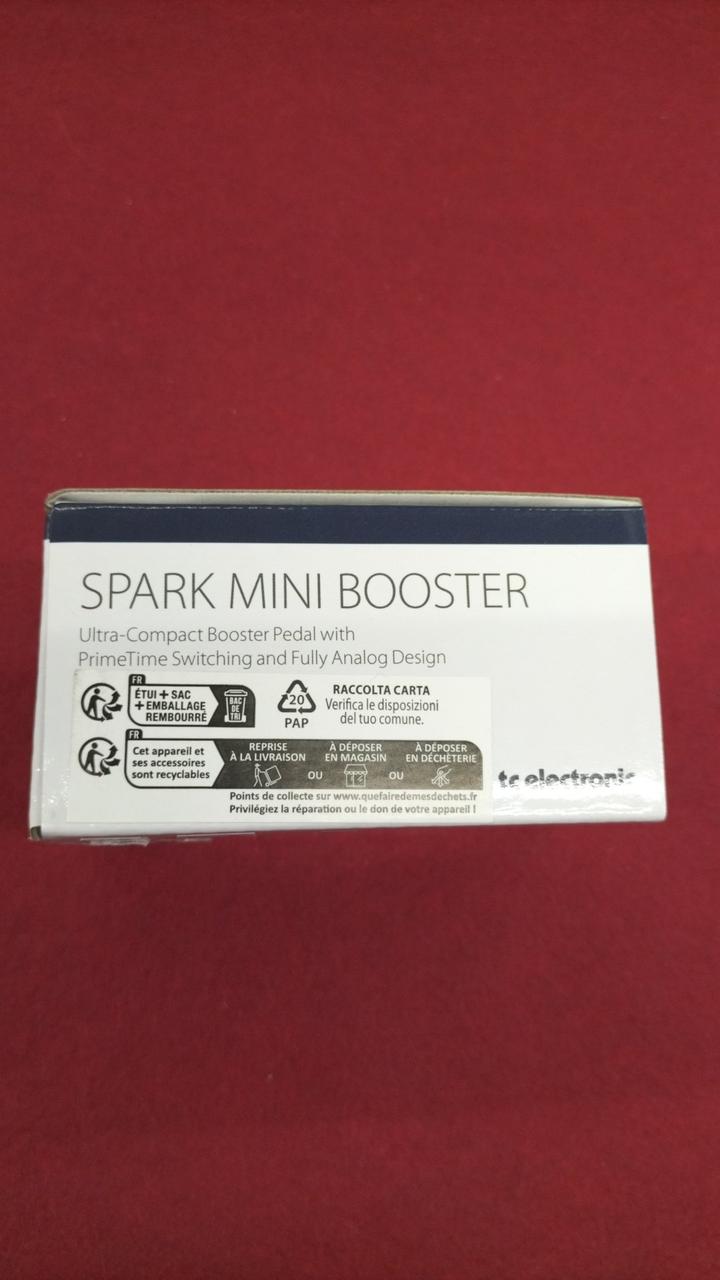 SPARK MINI BOOSTER
Ultra-Compact Booster Pedal with
PrimeTime Switching and Fully Analog Design
FR
ÉTUI + SAC
+ EMBALLAGE
REMBOURRÉ
BAC
DE
TRI
20
PAP
RACCOLTA CARTA
Verifica le disposizioni
del tuo comune.
FR
Cet appareil et
ses accessoires
sont recyclables
REPRISE
À LA LIVRAISON
OU
À DÉPOSER
EN MAGASIN
OU
À DÉPOSER
EN DÉCHÈTERIE
Points de collecte sur www.quefairedemesdechets.fr
Privilégiez la réparation ou le don de votre appareil !
tc electronic